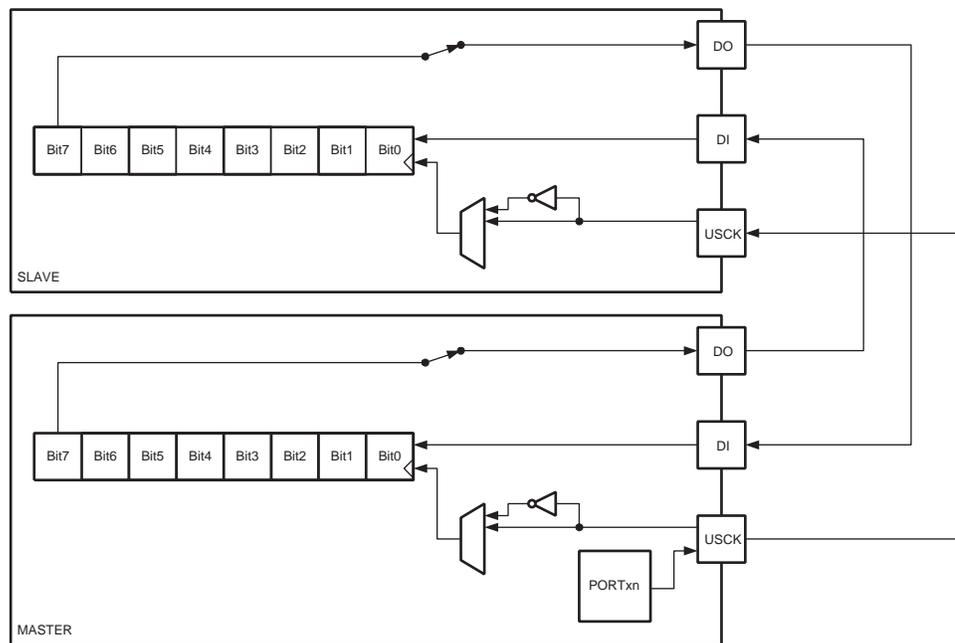 DO
Bit7 Bit6 Bit5 Bit4 Bit3 Bit2 Bit1 Bit0
DI
USCK
SLAVE
DO
Bit7 Bit6 Bit5 Bit4 Bit3 Bit2 Bit1 Bit0
DI
USCK
PORTxn
MASTER